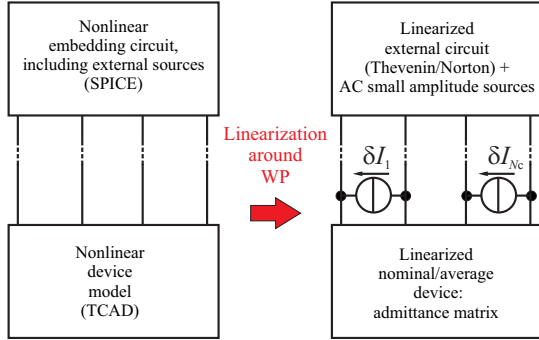 Nonlinear
embedding circuit,
including external sources
(SPICE)
Linearized
external circuit
(Thevenin/Norton) +
AC small amplitude sources
Linearization
around
WP
δI₁
δI_Nc
Nonlinear
device
model
(TCAD)
Linearized
nominal/average
device:
admittance matrix